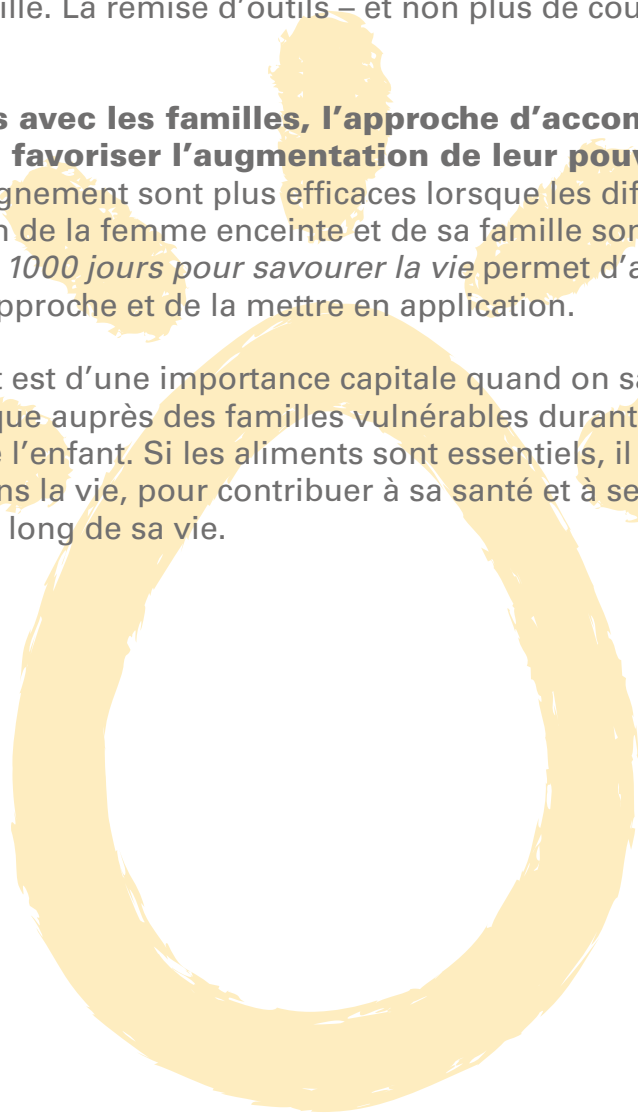 ille. La remise d’outils – et non plus de cou
s avec les familles, l’approche d’accon
favoriser l’augmentation de leur pouv
gnement sont plus efficaces lorsque les dif
n de la femme enceinte et de sa famille son
1000 jours pour savourer la vie permet d’a
pproche et de la mettre en application.
t est d’une importance capitale quand on sa
que auprès des familles vulnérables durant
e l’enfant. Si les aliments sont essentiels, il
ns la vie, pour contribuer à sa santé et à se
long de sa vie.